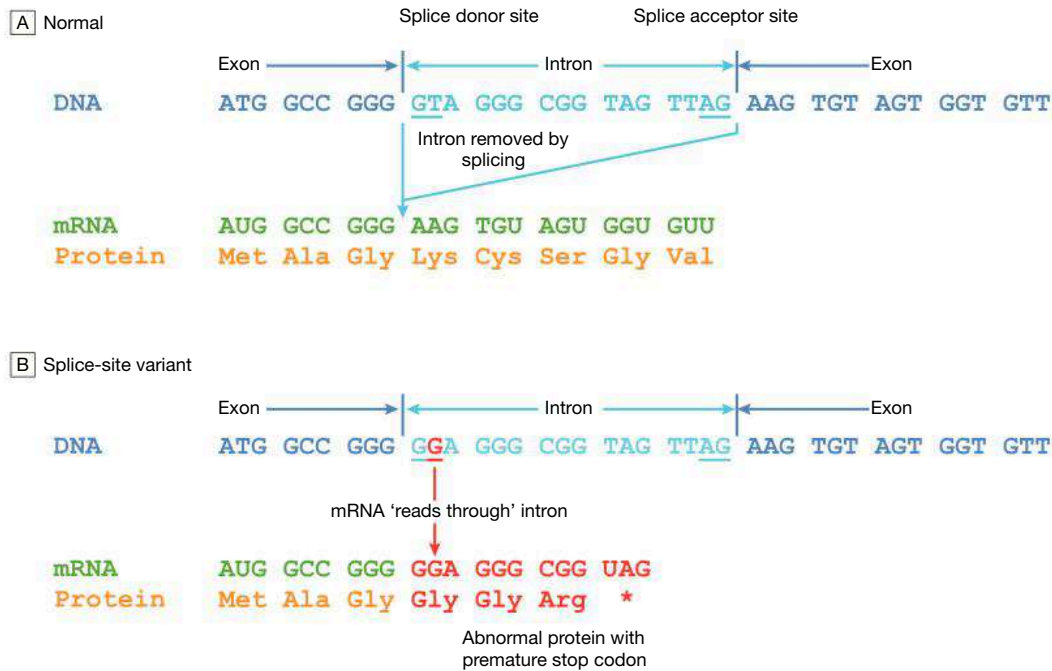 A Normal
Splice donor site Splice acceptor site
Exon Intron Exon
DNA ATG GCC GGG GTA GGG CGG TAG TTAG AAG TGT AGT GGT GTT
Intron removed by
splicing
mRNA AUG GCC GGG AAG TGU AGU GGU GUU
Protein Met Ala Gly Lys Cys Ser Gly Val
B Splice-site variant
Exon Intron Exon
DNA ATG GCC GGG GGA GGG CGG TAG TTAG AAG TGT AGT GGT GTT
mRNA 'reads through' intron
mRNA AUG GCC GGG GGA GGG CGG UAG
Protein Met Ala Gly Gly Gly Arg *
Abnormal protein with
premature stop codon